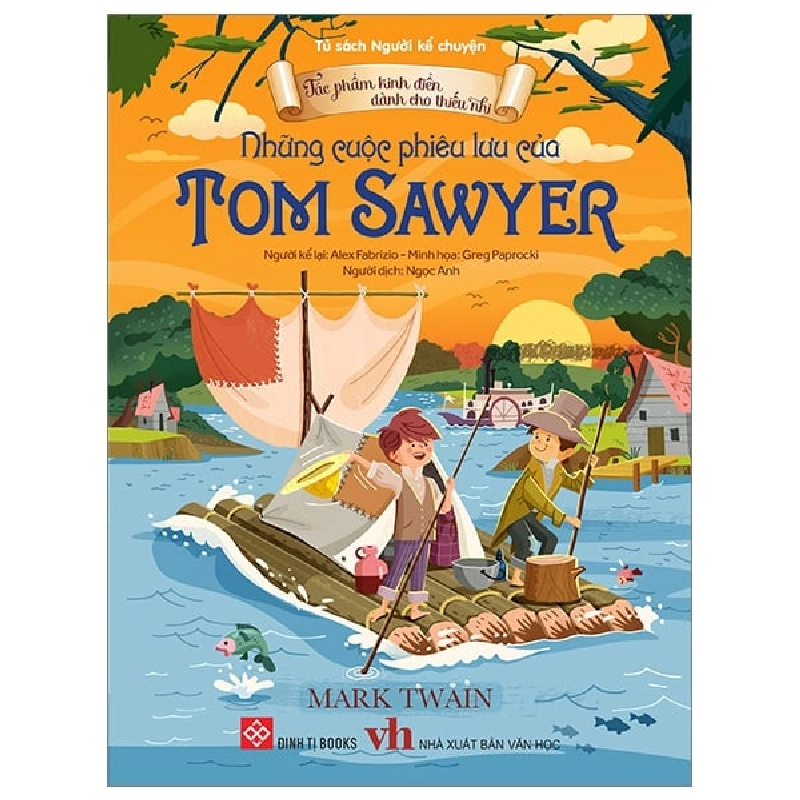 Tủ sách Người kể chuyện
Tác phẩm kinh điển
dành cho thiếu nhi
Những cuộc phiêu lưu của
TOM SAWYER
Người kể lại: Alex Fabrizio - Minh họa: Greg Paprocki
Người dịch: Ngọc Anh
MARK TWAIN
ĐINH TỊ BOOKS vh NHÀ XUẤT BẢN VĂN HỌC